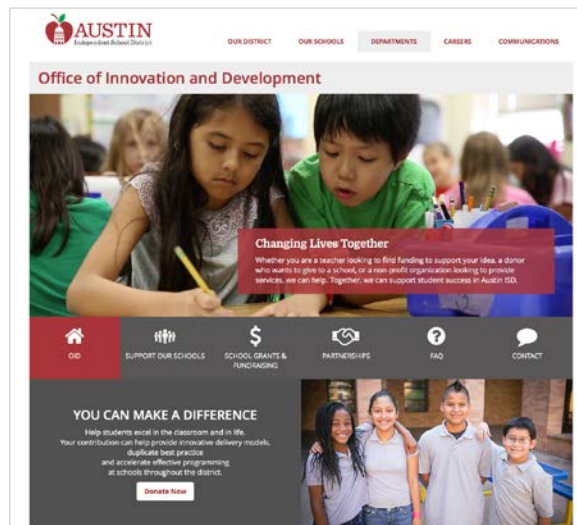 AUSTIN
Independent School District
OUR DISTRICT
OUR SCHOOLS
DEPARTMENTS
CAREERS
COMMUNICATIONS
Office of Innovation and Development
Changing Lives Together
Whether you are a teacher looking to find funding to support your idea, a donor
who wants to give to a school, or a non-profit organization looking to provide
services, we can help. Together, we can support student success in Austin ISD.
OID
SUPPORT OUR SCHOOLS
SCHOOL GRANTS &
FUNDRAISING
PARTNERSHIPS
FAQ
CONTACT
YOU CAN MAKE A DIFFERENCE
Help students excel in the classroom and in life.
Your contribution can help provide innovative delivery models,
duplicate best practice
and accelerate effective programming
at schools throughout the district.
Donate Now